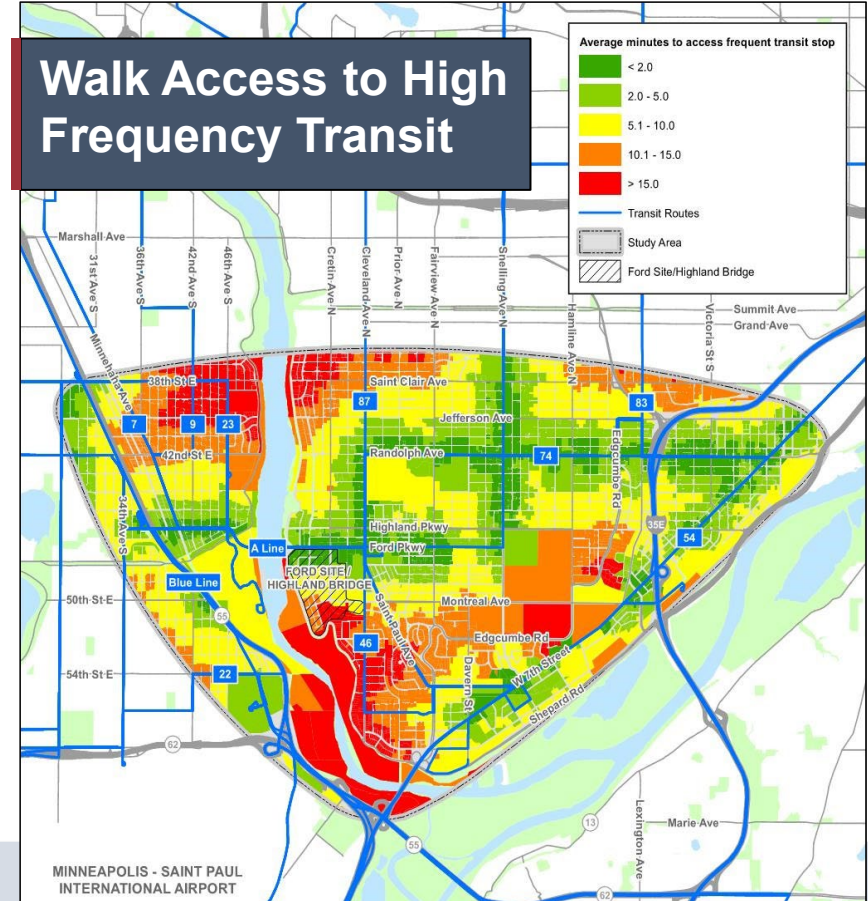 Walk Access to High
Frequency Transit
Average minutes to access frequent transit stop
< 2.0
2.0 - 5.0
5.1 - 10.0
10.1 - 15.0
> 15.0
Transit Routes
Study Area
Ford Site/Highland Bridge
Marshall Ave
31st Ave S
36th Ave S
42nd Ave S
46th Ave S
Cretin Ave N
Cleveland Ave N
Prior Ave N
Fairview Ave N
Snelling Ave N
Hamline Ave N
Victoria St S
Summit Ave
Grand Ave
Minnehaha Ave
38th St E
Saint Clair Ave
87
83
7
9
23
Jefferson Ave
Edgcumbe Rd
42nd St E
Randolph Ave
74
34th Ave S
Highland Pkwy
35E
54
A Line
Ford Pkwy
FORD SITE/
HIGHLAND BRIDGE
Blue Line
50th St E
55
Montreal Ave
Saint Paul Ave
46
Edgcumbe Rd
54th St E
22
Davern St
W 7th Street
Shepard Rd
62
Lexington Ave
13
Marie Ave
55
MINNEAPOLIS - SAINT PAUL
INTERNATIONAL AIRPORT
62